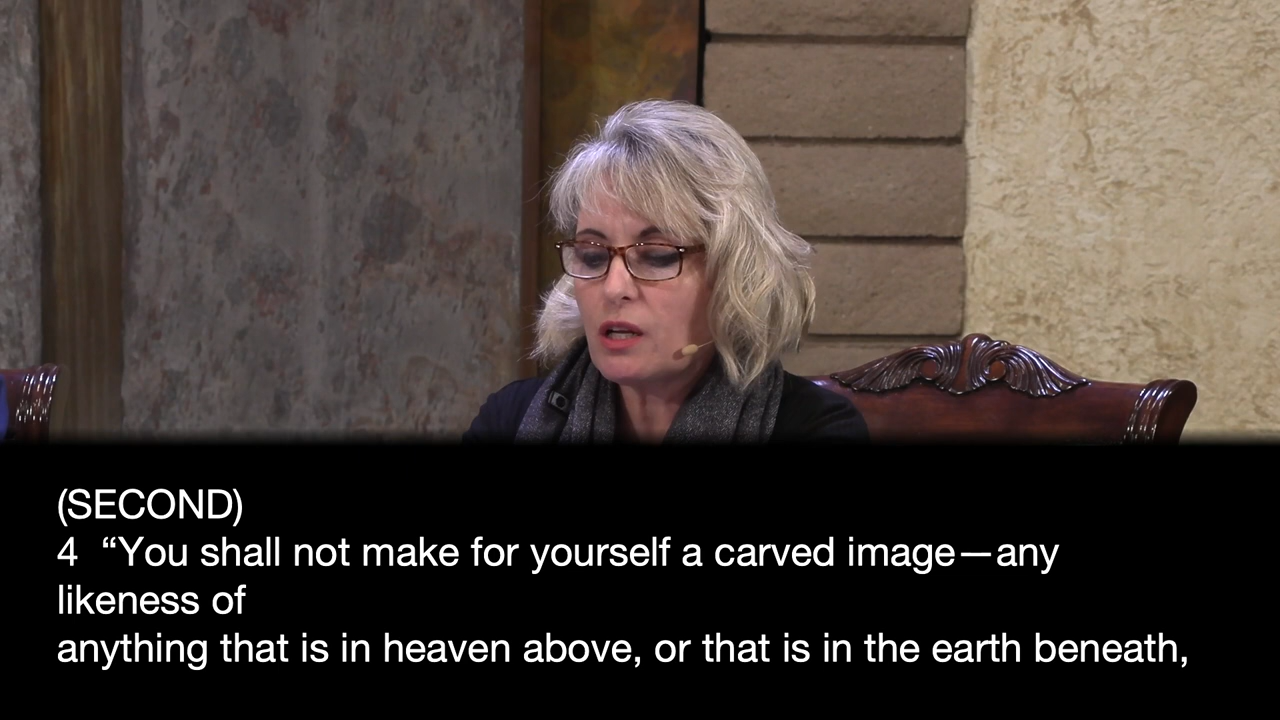 (SECOND)
4  “You shall not make for yourself a carved image—any
likeness of
anything that is in heaven above, or that is in the earth beneath,